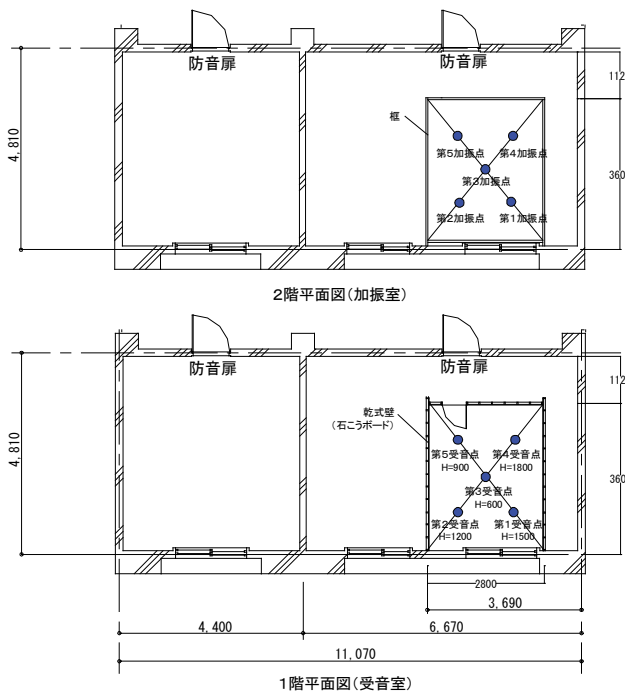 防音扉
防音扉
112
4,810
框
第5加振点
第4加振点
第3加振点
360
第2加振点
第1加振点
2階平面図(加振室)
防音扉
防音扉
112
4,810
乾式壁
(石こうボード)
第5受音点
H=900
第4受音点
H=1800
第3受音点
H=600
360
第2受音点
H=1200
第1受音点
H=1500
2800
3,690
4,400
6,670
11,070
1階平面図(受音室)